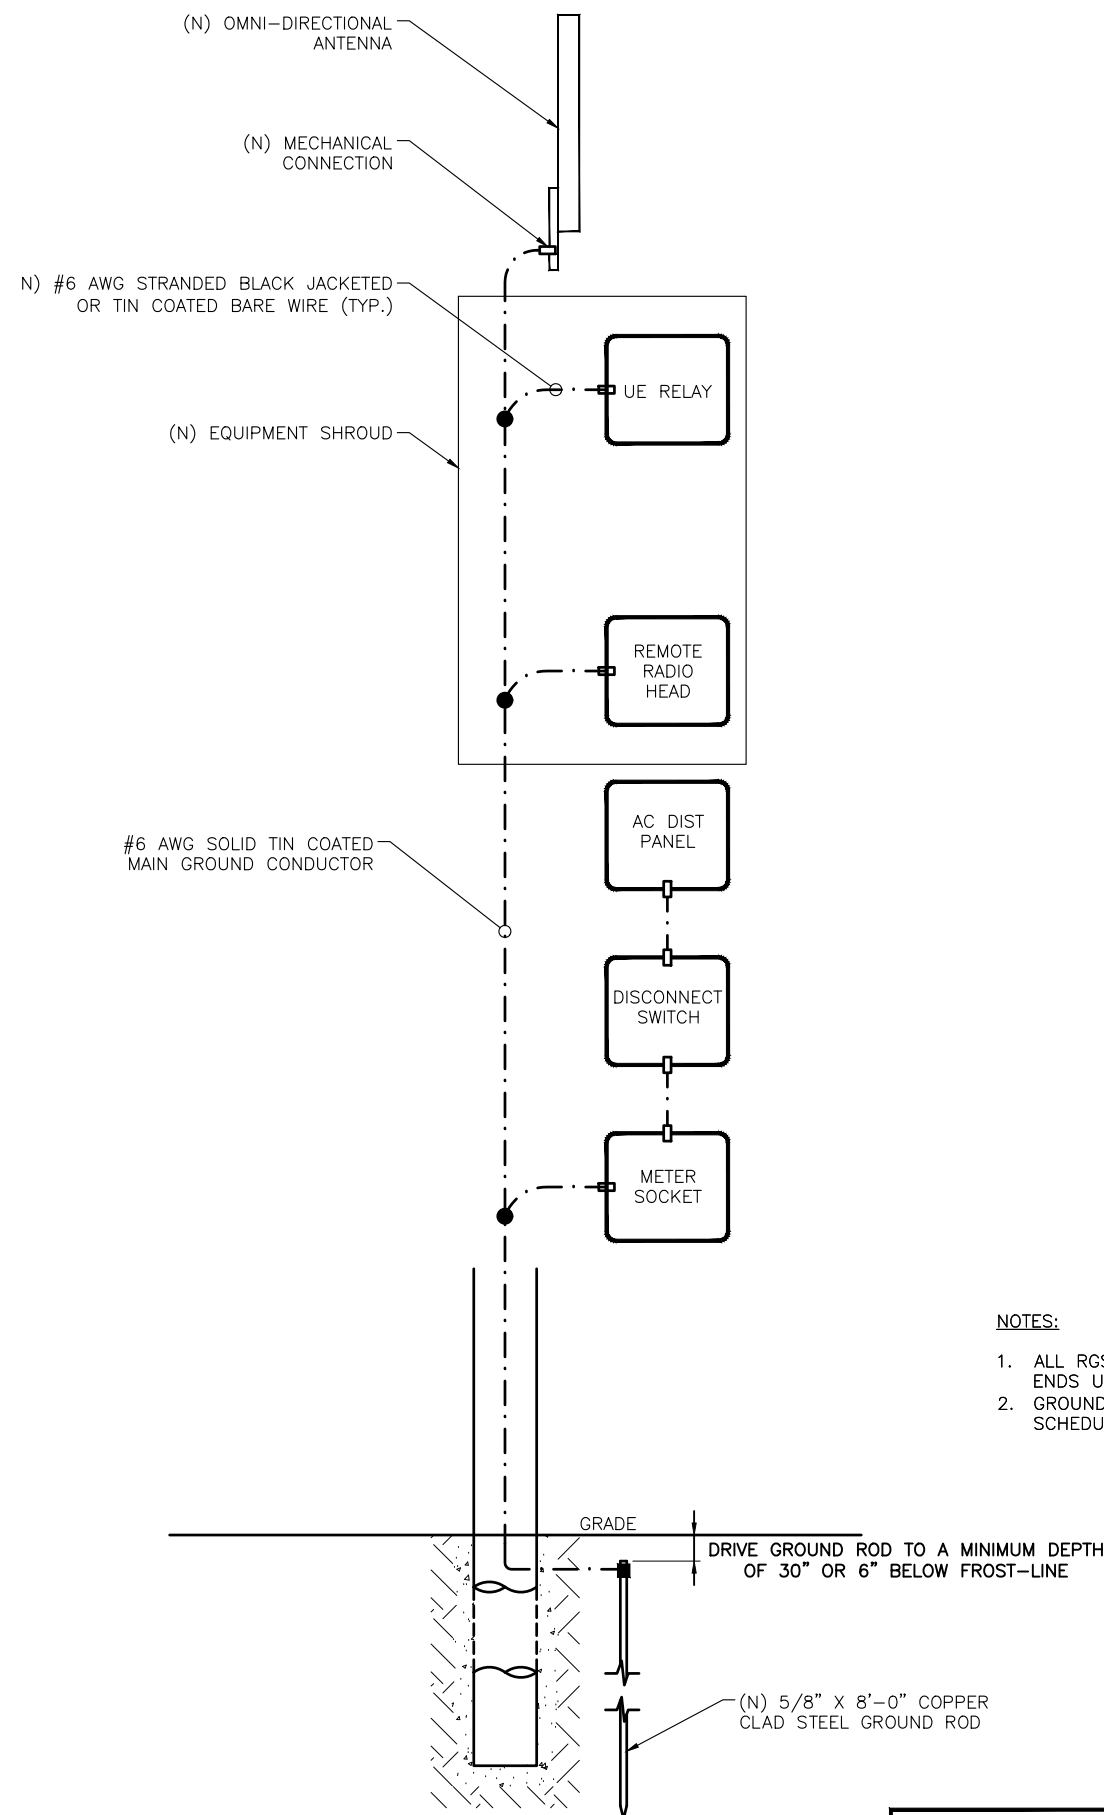 (N) OMNI-DIRECTIONAL
ANTENNA
(N) MECHANICAL
CONNECTION
N) #6 AWG STRANDED BLACK JACKETED
OR TIN COATED BARE WIRE (TYP.)
UE RELAY
(N) EQUIPMENT SHROUD
REMOTE
RADIO
HEAD
AC DIST
PANEL
#6 AWG SOLID TIN COATED
MAIN GROUND CONDUCTOR
DISCONNECT
SWITCH
METER
SOCKET
NOTES:
1. ALL RGS
ENDS U
2. GROUND
SCHEDU
GRADE
DRIVE GROUND ROD TO A MINIMUM DEPTH
OF 30" OR 6" BELOW FROST-LINE
(N) 5/8" X 8'-0" COPPER
CLAD STEEL GROUND ROD